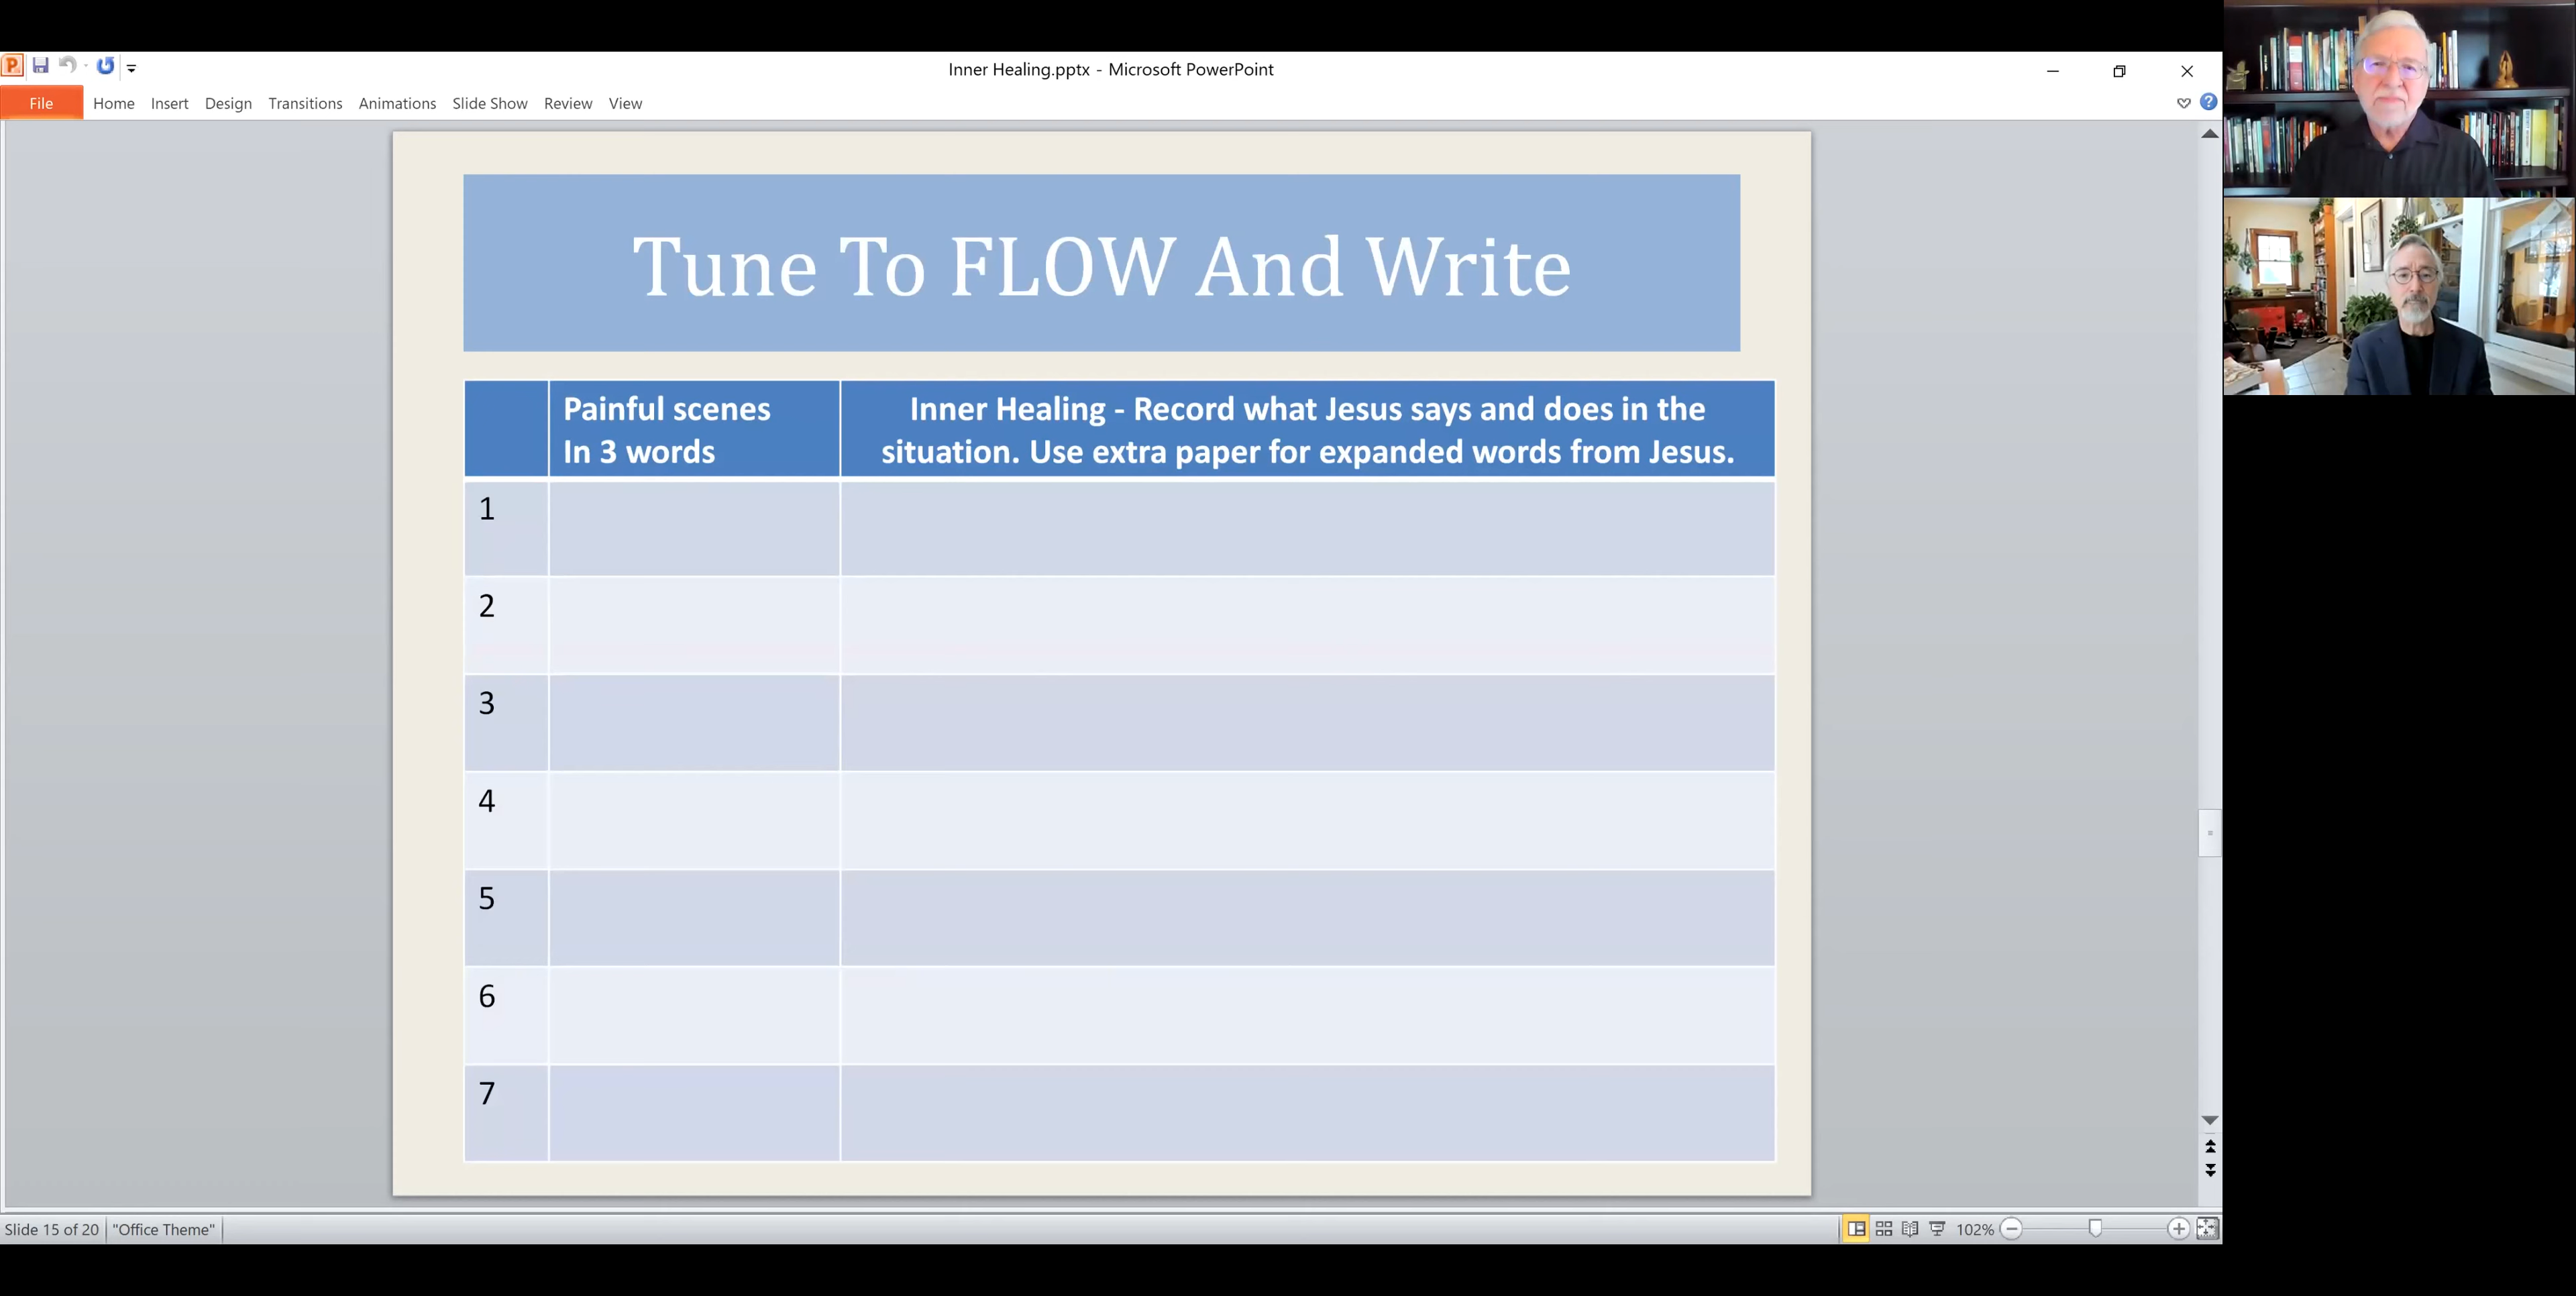 Inner Healing.pptx - Microsoft PowerPoint
File Home Insert Design Transitions Animations Slide Show Review View
Tune To FLOW And Write
Painful scenes
In 3 words
Inner Healing - Record what Jesus says and does in the
situation. Use extra paper for expanded words from Jesus.
1
2
3
4
5
6
7
Slide 15 of 20 "Office Theme" 102%